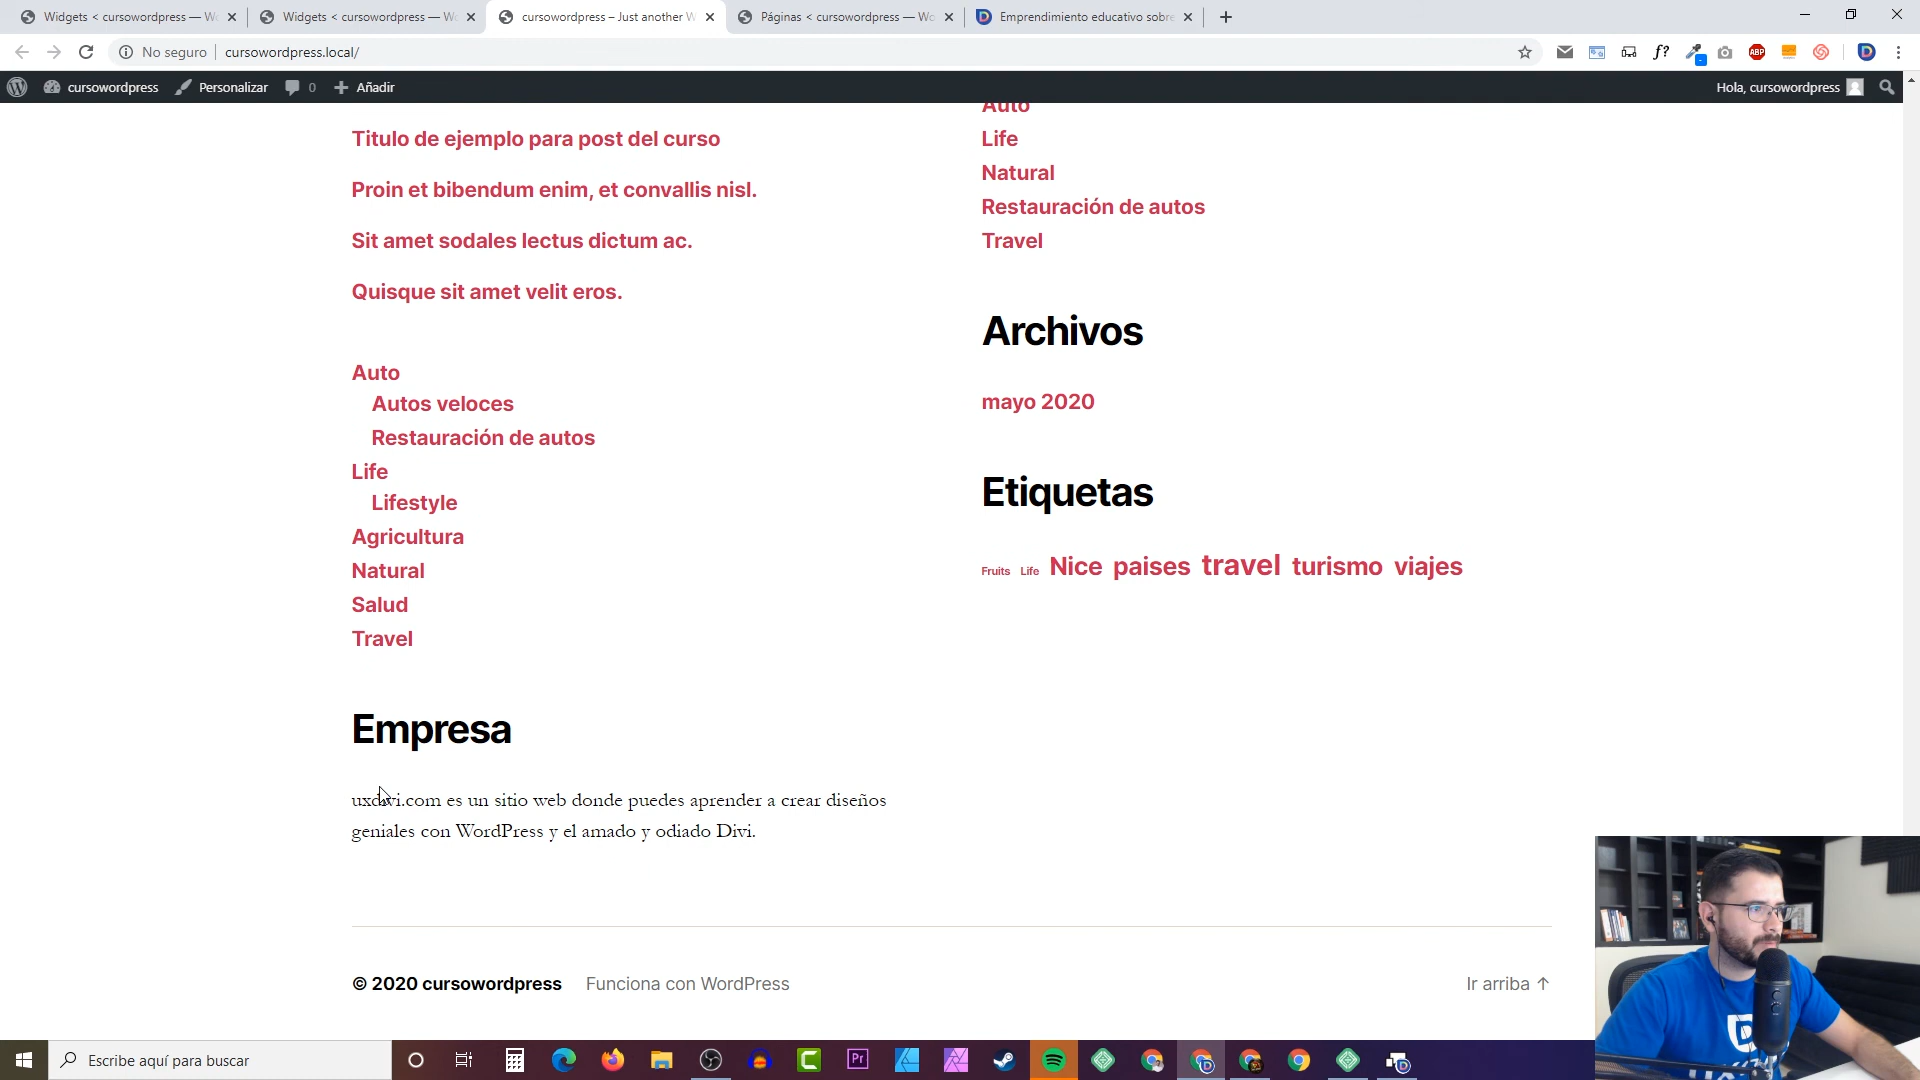 Widgets < cursowordpress — Wo
Widgets < cursowordpress — Wo
cursowordpress – Just another W
Páginas < cursowordpress — Wo
Emprendimiento educativo sobre
No seguro
cursowordpress.local/
f?
ABP
cursowordpress
Personalizar
0
Añadir
Hola, cursowordpress
Titulo de ejemplo para post del curso
Proin et bibendum enim, et convallis nisl.
Sit amet sodales lectus dictum ac.
Quisque sit amet velit eros.
Auto
Autos veloces
Restauración de autos
Life
Lifestyle
Agricultura
Natural
Salud
Travel
Empresa
uxdivi.com es un sitio web donde puedes aprender a crear diseños
geniales con WordPress y el amado y odiado Divi.
Auto
Life
Natural
Restauración de autos
Travel
Archivos
mayo 2020
Etiquetas
Fruits Life Nice paises travel turismo viajes
© 2020 cursowordpress
Funciona con WordPress
Ir arriba ↑
Escribe aquí para buscar
Pr